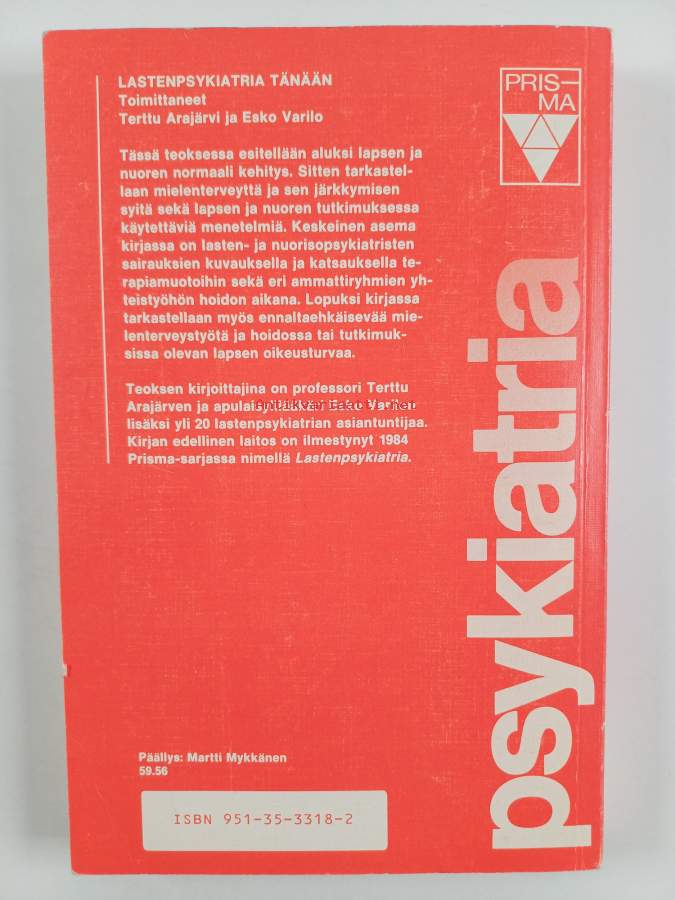 LASTENPSYKIATRIA TÄNÄÄN
Toimittaneet
Terttu Arajärvi ja Esko Varilo
Tässä teoksessa esitellään aluksi lapsen ja
nuoren normaali kehitys. Sitten tarkastel-
laan mielenterveyttä ja sen järkkymisen
syitä sekä lapsen ja nuoren tutkimuksessa
käytettäviä menetelmiä. Keskeinen asema
kirjassa on lasten- ja nuorisopsykiatristen
sairauksien kuvauksella ja katsauksella te-
rapiamuotoihin sekä eri ammattiryhmien yh-
teistyöhön hoidon aikana. Lopuksi kirjassa
tarkastellaan myös ennaltaehkäisevää mie-
lenterveystyötä ja hoidossa tai tutkimuk-
sissa olevan lapsen oikeusturvaa.
Teoksen kirjoittajina on professori Terttu
Arajärven ja Esko Varilon
lisäksi yli 20 lastenpsykiatrian asiantuntijaa.
Kirjan edellinen laitos on ilmestynyt 1984
Prisma-sarjassa nimellä Lastenpsykiatria.
PRIS-
MA
psykiatria
Päällys: Martti Mykkänen
59.56
ISBN 951-35-3318-2